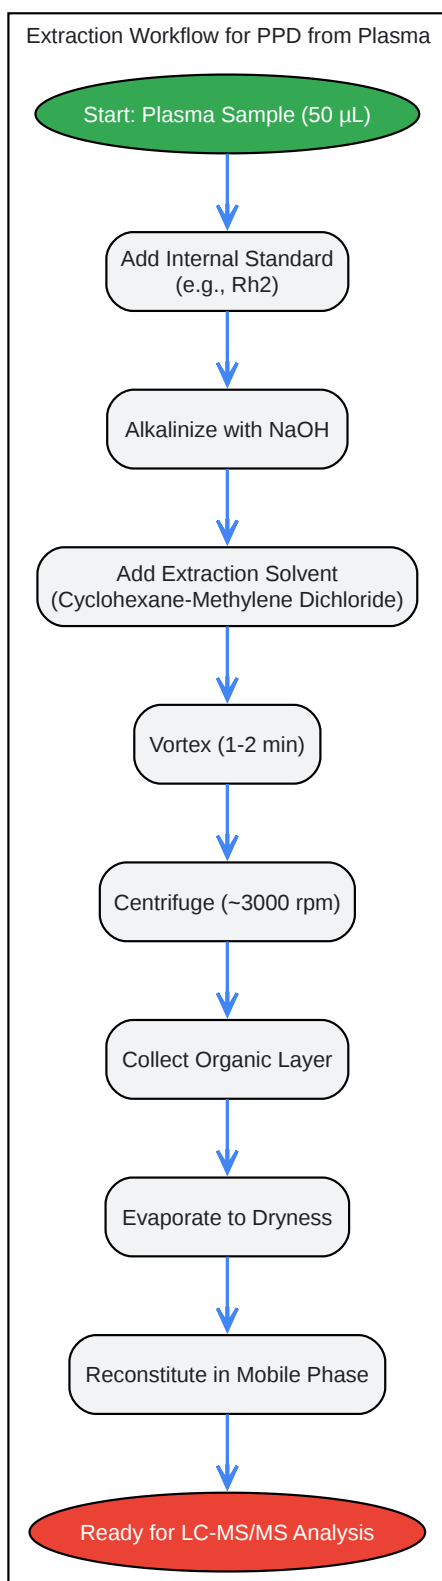 Extraction Workflow for PPD from Plasma
Start: Plasma Sample (50 µL)
Add Internal Standard
(e.g., Rh2)
Alkalinize with NaOH
Add Extraction Solvent
(Cyclohexane-Methylene Dichloride)
Vortex (1-2 min)
Centrifuge (~3000 rpm)
Collect Organic Layer
Evaporate to Dryness
Reconstitute in Mobile Phase
Ready for LC-MS/MS Analysis